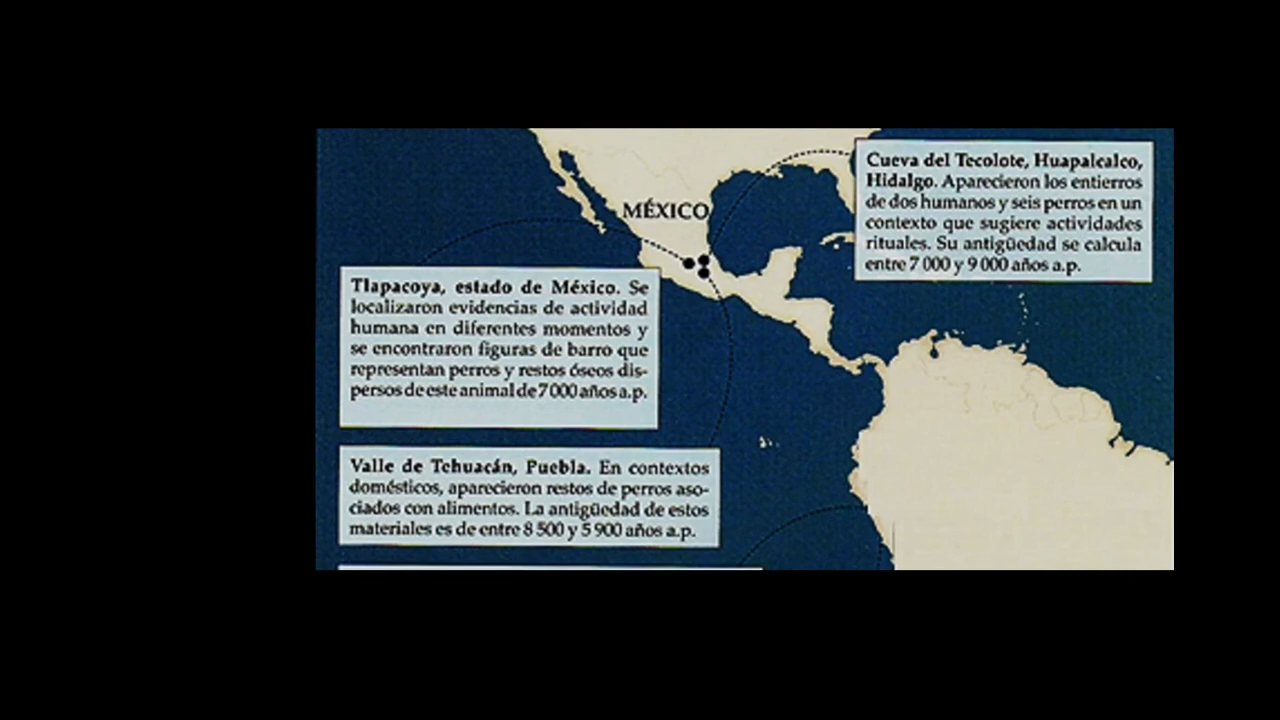 MÉXICO
Cueva del Tecolote, Huapalcalco,
Hidalgo. Aparecieron los entierros
de dos humanos y seis perros en un
contexto que sugiere actividades
rituales. Su antigüedad se calcula
entre 7 000 y 9 000 años a.p.
Tlapacoya, estado de México. Se
localizaron evidencias de actividad
humana en diferentes momentos y
se encontraron figuras de barro que
representan perros y restos óseos dis-
persos de este animal de 7 000 años a.p.
Valle de Tehuacán, Puebla. En contextos
domésticos, aparecieron restos de perros aso-
ciados con alimentos. La antigüedad de estos
materiales es de entre 8 500 y 5 900 años a.p.